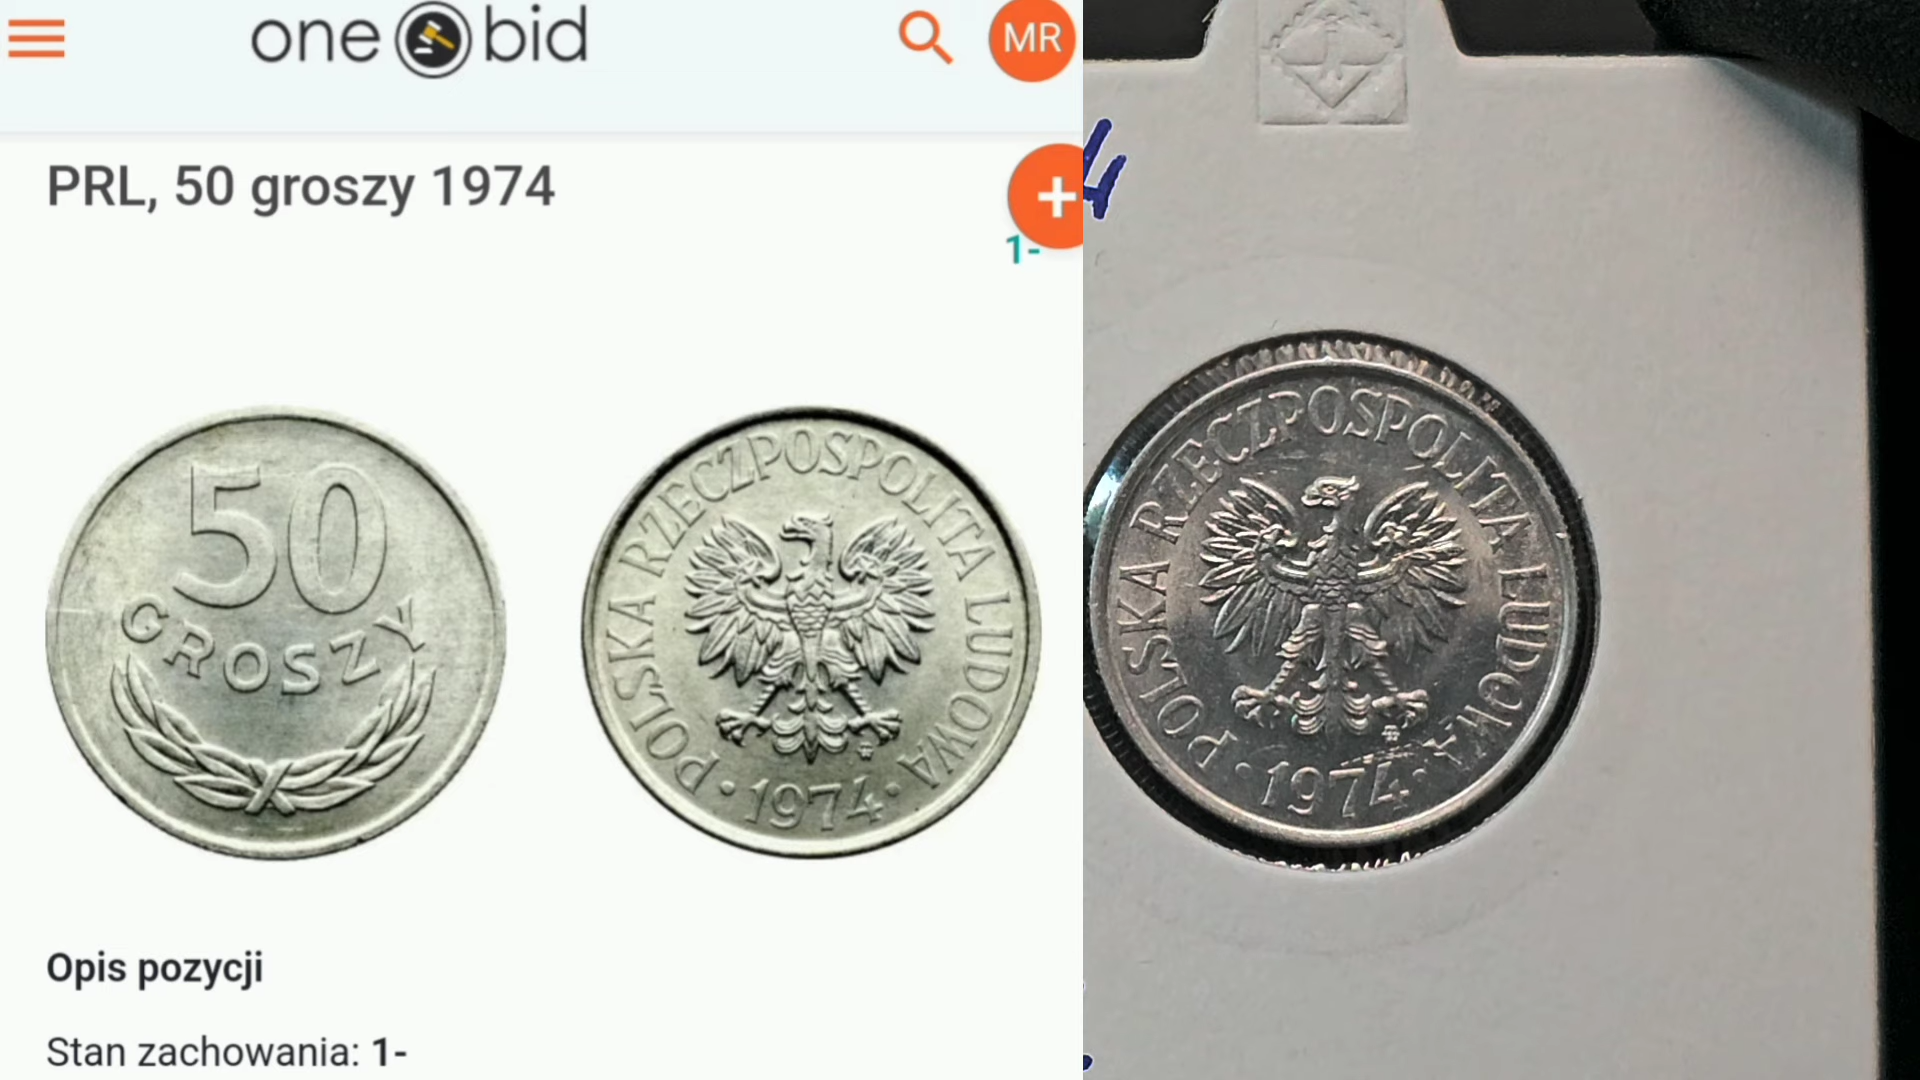 one bid
MR
PRL, 50 groszy 1974
+
1-
50
GROSZY
POLSKA RZECZPOSPOLITA LUDOWA
· 1974 ·
Opis pozycji
Stan zachowania: 1-
4
POLSKA RZECZPOSPOLITA LUDOWA
· 1974 ·